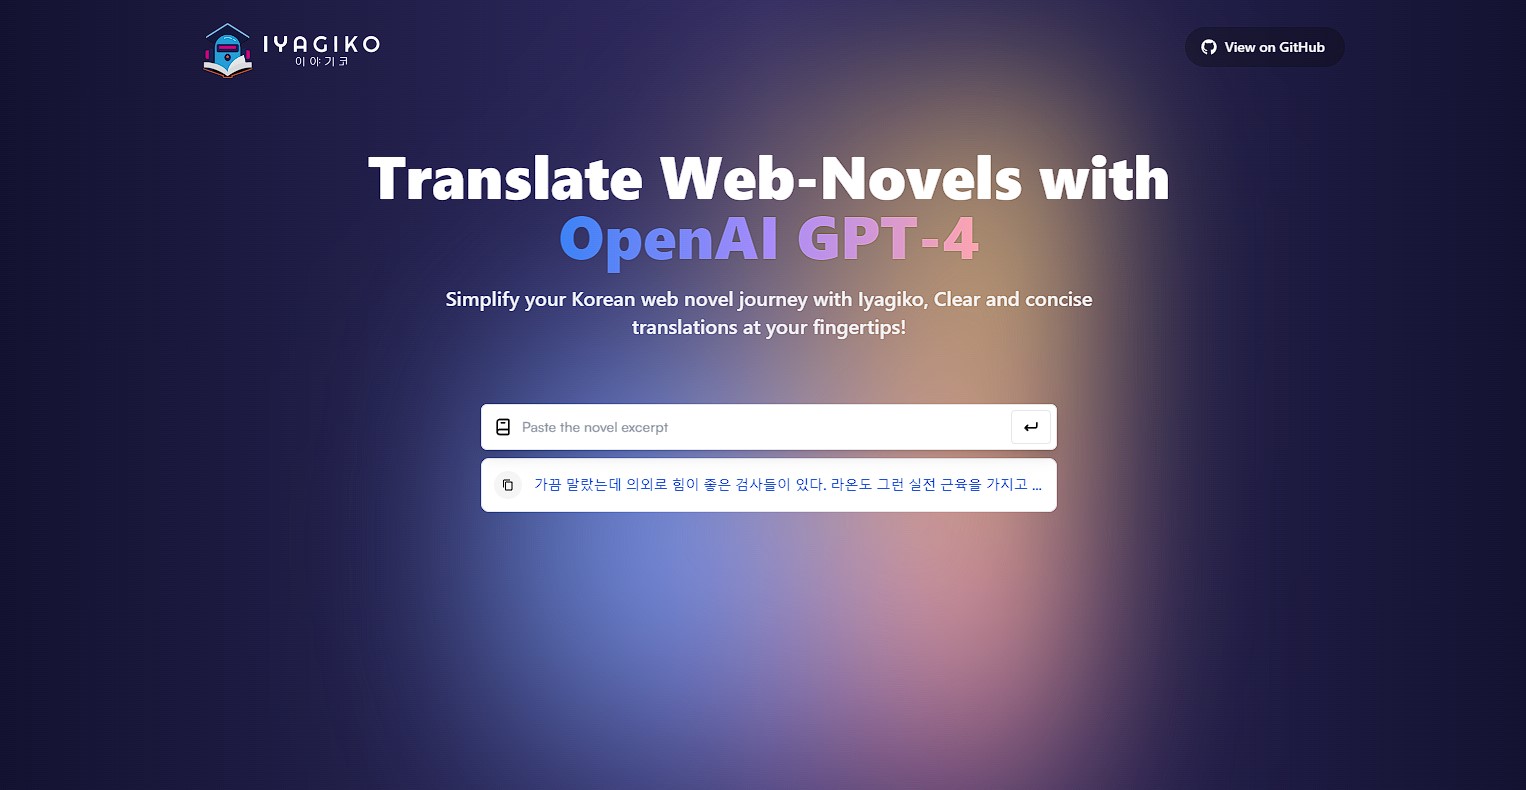 IYAGIKO
이야기코
View on GitHub
Translate Web-Novels with
OpenAI GPT-4
Simplify your Korean web novel journey with Iyagiko, Clear and concise
translations at your fingertips!
Paste the novel excerpt
가끔 말랐는데 의외로 힘이 좋은 검사들이 있다. 라온도 그런 실전 근육을 가지고 ...